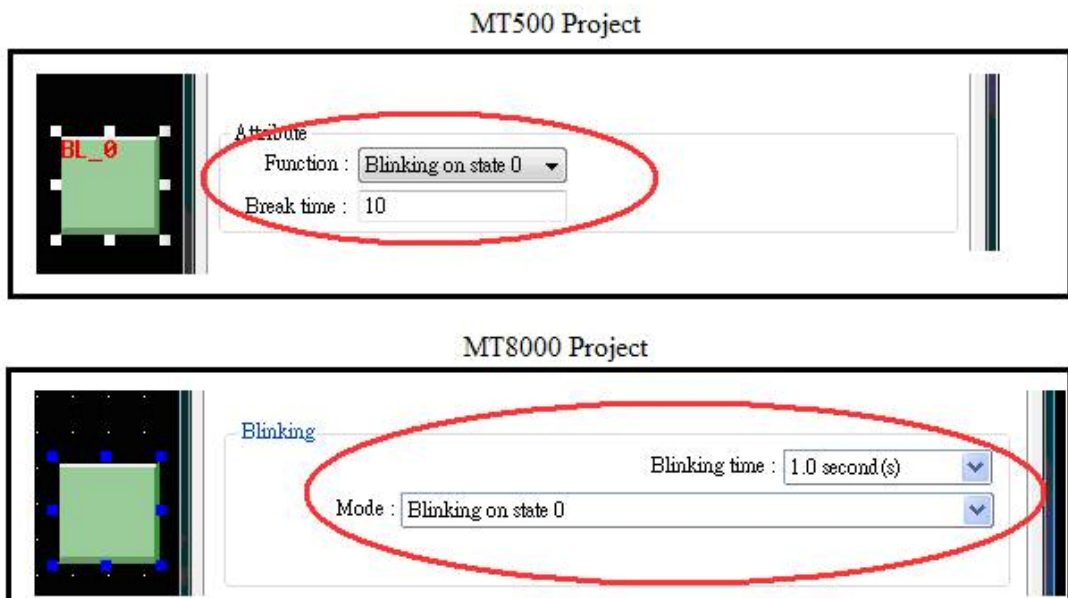 MT500 Project
BL_0
Attribute
Function : Blinking on state 0
Break time : 10
MT8000 Project
Blinking
Blinking time : 1.0 second(s)
Mode : Blinking on state 0